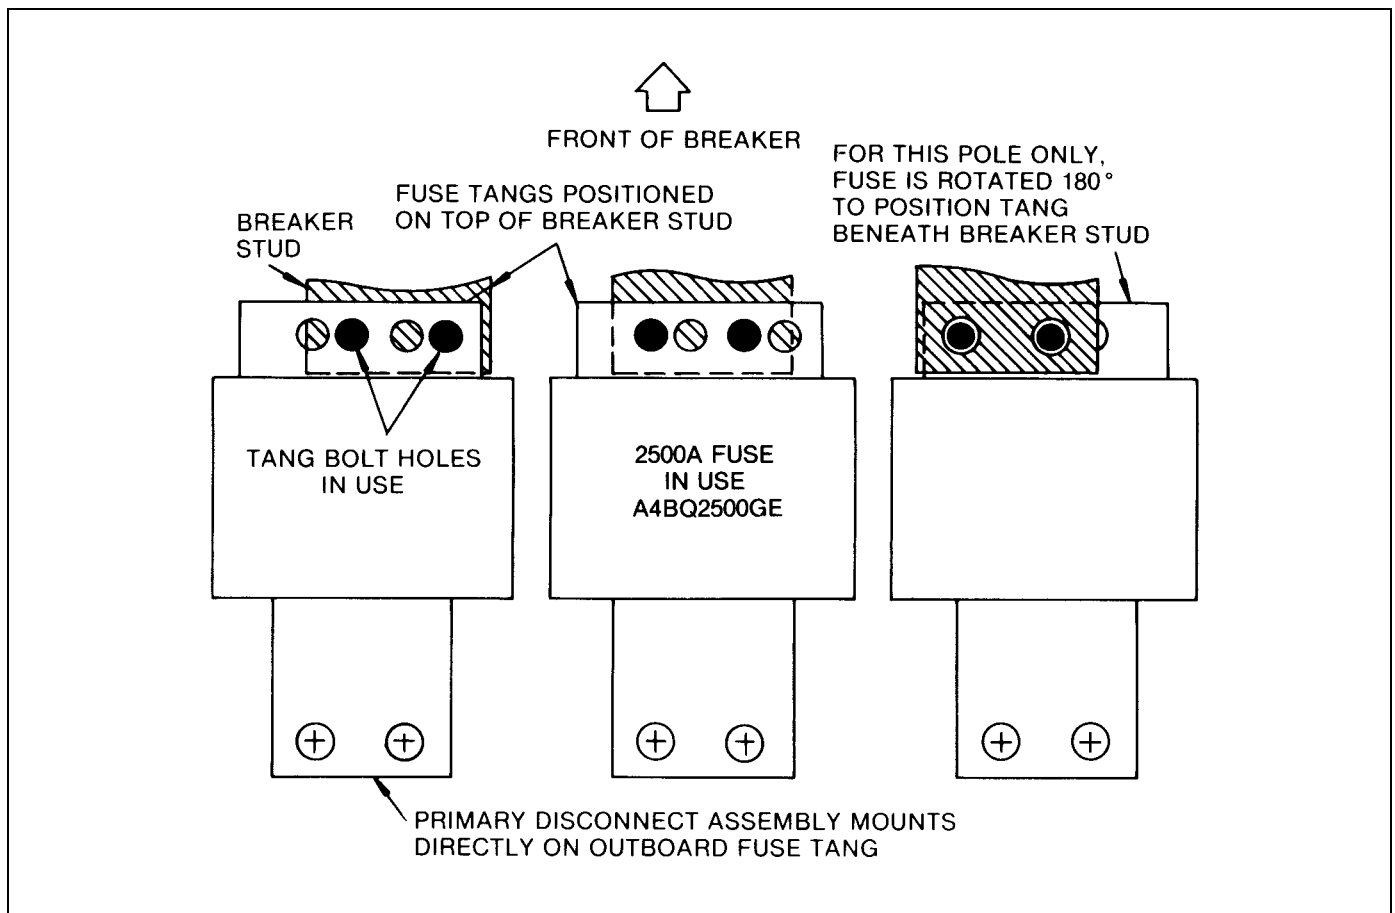 FRONT OF BREAKER
FOR THIS POLE ONLY,
FUSE IS ROTATED 180°
TO POSITION TANG
BENEATH BREAKER STUD
FUSE TANGS POSITIONED
ON TOP OF BREAKER STUD
BREAKER
STUD
TANG BOLT HOLES
IN USE
2500A FUSE
IN USE
A4BQ2500GE
PRIMARY DISCONNECT ASSEMBLY MOUNTS
DIRECTLY ON OUTBOARD FUSE TANG